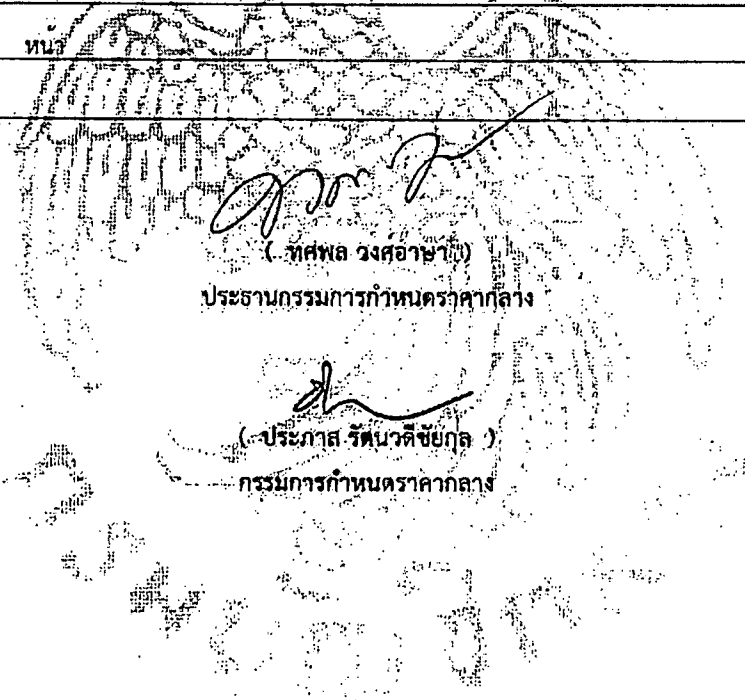 หน้า
( ทศพล วงศ์อาษา )
ประธานกรรมการกำหนดราคากลาง
( ประภาส รัตนวดีชัยกุล )
กรรมการกำหนดราคากลาง